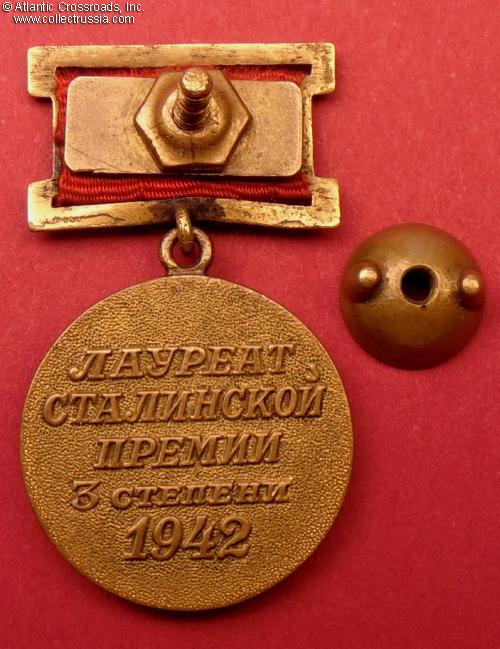 © Atlantic Crossroads, Inc.
www.collectrussia.com
ЛАУРЕАТ
СТАЛИНСКОЙ
ПРЕМИИ
3 СТЕПЕНИ
1942